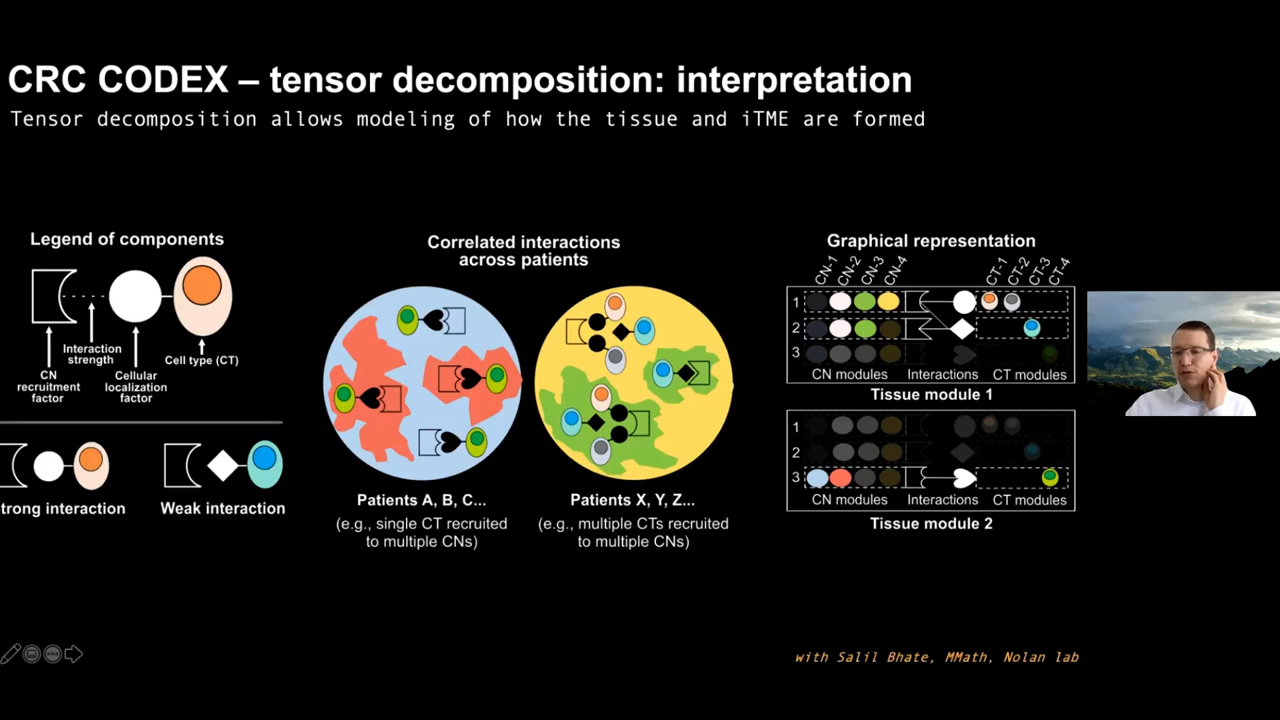 CRC CODEX – tensor decomposition: interpretation
Tensor decomposition allows modeling of how the tissue and iTME are formed
Legend of components
Interaction
strength
Cell type (CT)
CN
recruitment
factor
Cellular
localization
factor
trong interaction
Weak interaction
Correlated interactions
across patients
Patients A, B, C...
(e.g., single CT recruited
to multiple CNs)
Patients X, Y, Z...
(e.g., multiple CTs recruited
to multiple CNs)
Graphical representation
CN-1
CN-2
CN-3
CN-4
CT-1
CT-2
CT-3
CT-4
1
2
3
CN modules
Interactions
CT modules
Tissue module 1
1
2
3
CN modules
Interactions
CT modules
Tissue module 2
with Salil Bhate, MMath, Nolan lab